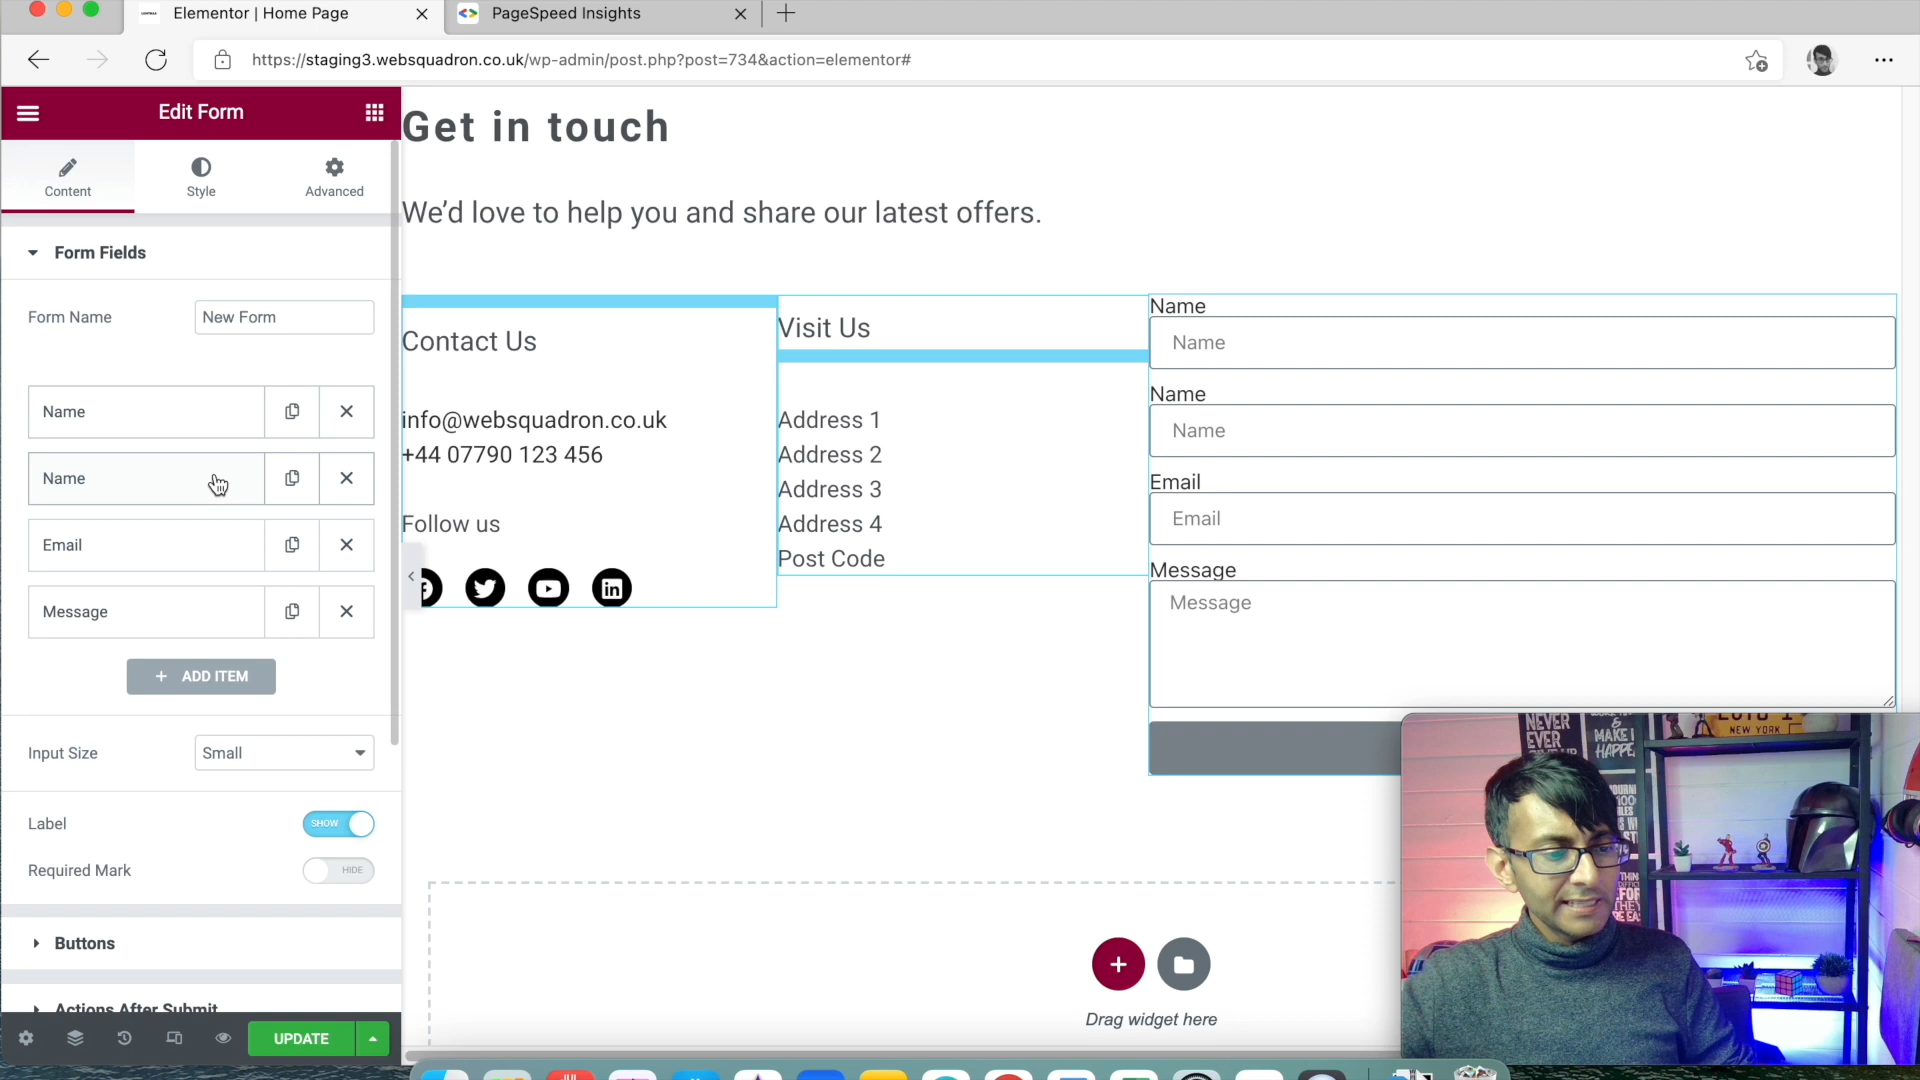 Elementor | Home Page
PageSpeed Insights
https://staging3.websquadron.co.uk/wp-admin/post.php?post=734&action=elementor#
Edit Form
Content
Style
Advanced
Form Fields
Form Name
New Form
Name
Name
Email
Message
+ ADD ITEM
Input Size
Small
Label
SHOW
Required Mark
HIDE
Buttons
Actions After Submit
UPDATE
Get in touch
We'd love to help you and share our latest offers.
Contact Us
info@websquadron.co.uk
+44 07790 123 456
Follow us
Visit Us
Address 1
Address 2
Address 3
Address 4
Post Code
Name
Name
Name
Name
Email
Email
Message
Message
Drag widget here
NEVER
EVER
MAKE
&
NEW YORK